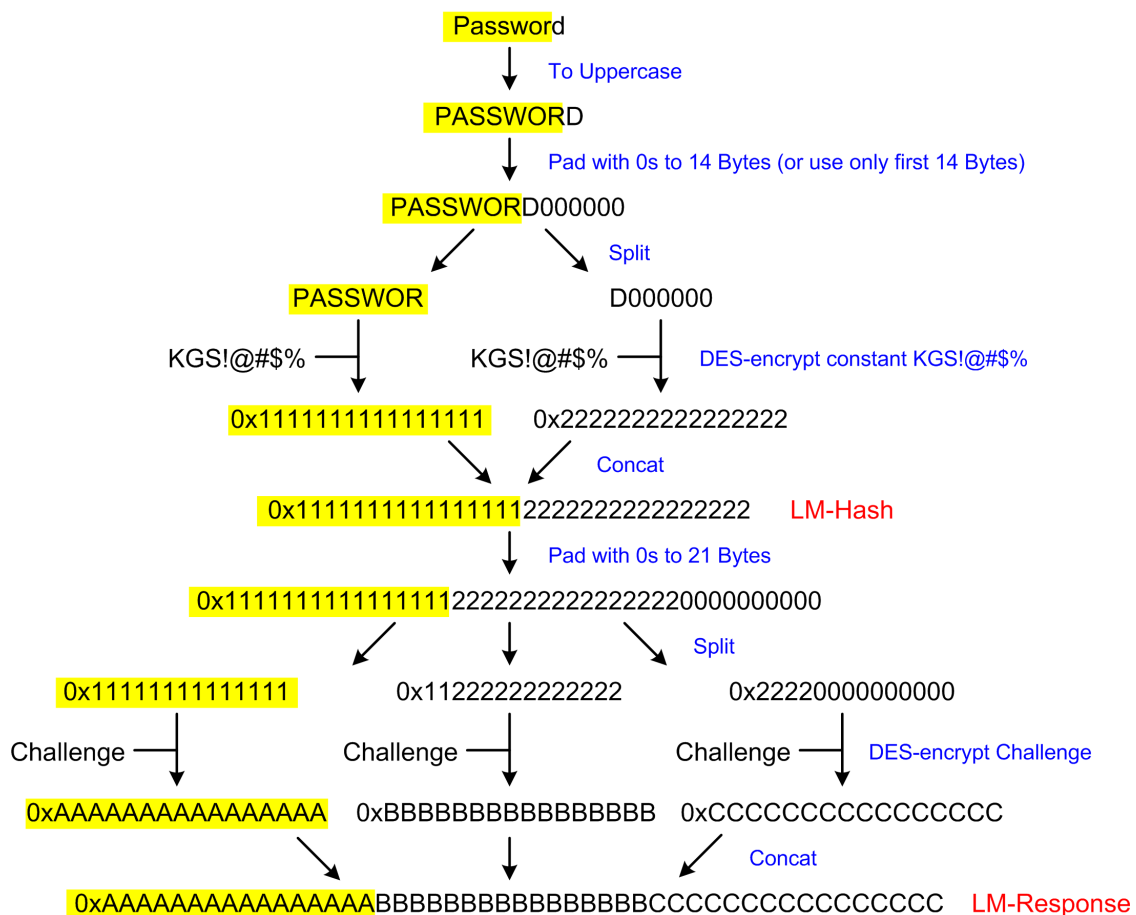 Password
To Uppercase
PASSWORD
Pad with 0s to 14 Bytes (or use only first 14 Bytes)
PASSWORD000000
Split
PASSWOR D000000
KGS!@#$% KGS!@#$% DES-encrypt constant KGS!@#$%
0x1111111111111111 0x2222222222222222
Concat
0x11111111111111112222222222222222 LM-Hash
Pad with 0s to 21 Bytes
0x111111111111111122222222222222220000000000
Split
0x11111111111111 0x11222222222222 0x22220000000000
Challenge Challenge Challenge DES-encrypt Challenge
0xAAAAAAAAAAAAAAAA 0xBBBBBBBBBBBBBBBB 0xCCCCCCCCCCCCCCCC
Concat
0xAAAAAAAAAAAAAAAABBBBBBBBBBBBBBBBCCCCCCCCCCCCCCCC LM-Response